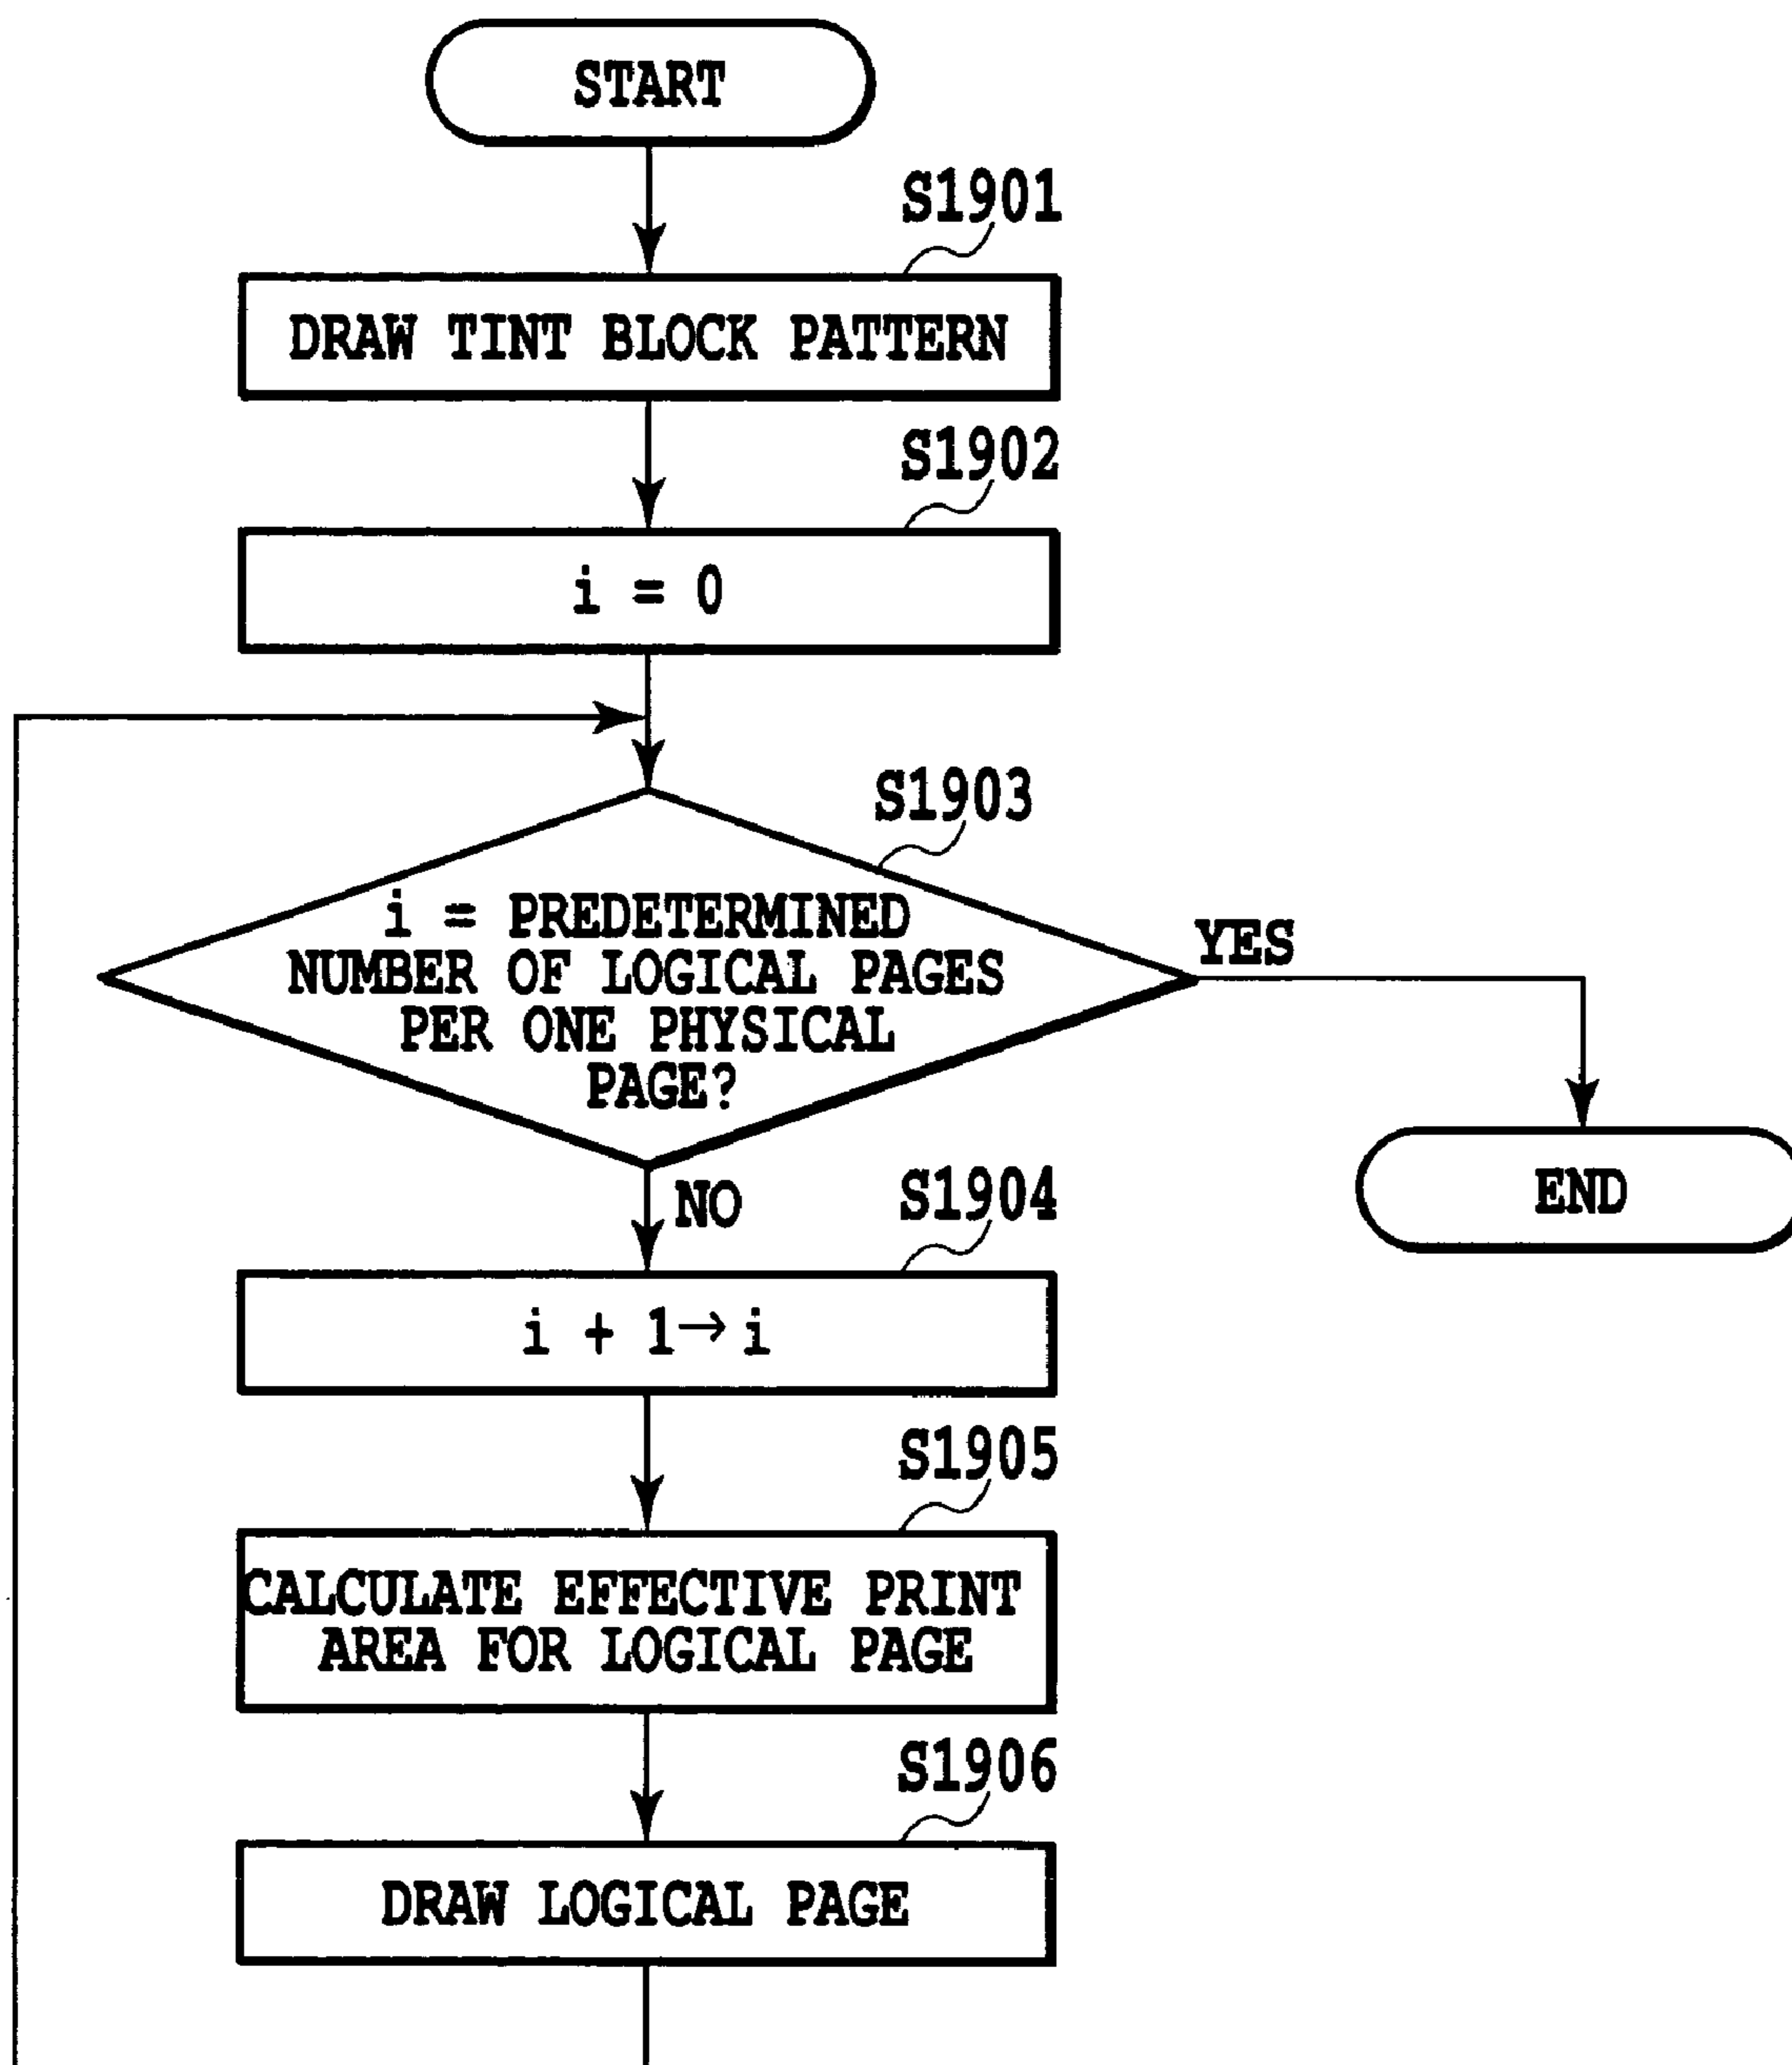 START
S1901
DRAW TINT BLOCK PATTERN
S1902
i = 0
S1903
i = PREDETERMINED
NUMBER OF LOGICAL PAGES
PER ONE PHYSICAL
PAGE?
YES
END
NO
S1904
i + 1→i
S1905
CALCULATE EFFECTIVE PRINT
AREA FOR LOGICAL PAGE
S1906
DRAW LOGICAL PAGE